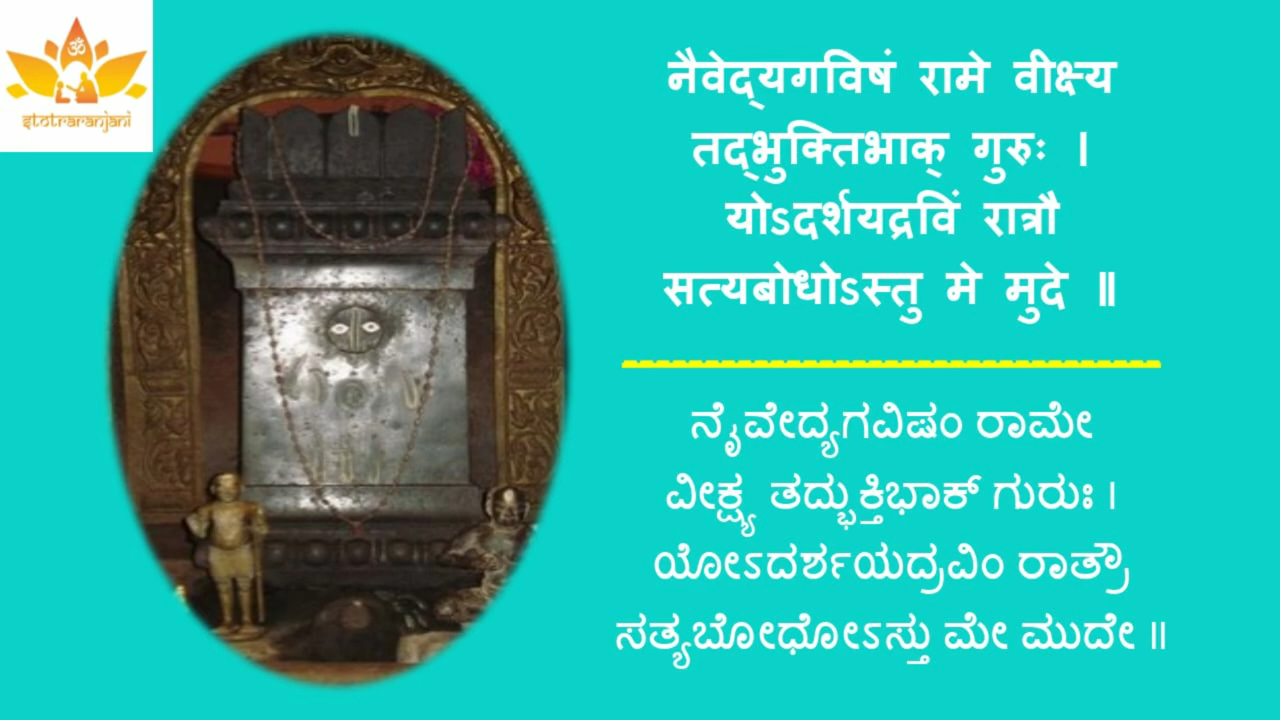 ॐ
stotraranjani
नैवेद्यगविषं रामे वीक्ष्य
तद्भुक्तिभाक् गुरुः ।
योऽदर्शयद्रविं रात्रौ
सत्यबोधोऽस्तु मे मुदे ॥
ನೈವೇದ್ಯಗವಿಷಂ ರಾಮೇ
ವೀಕ್ಷ್ಯ ತದ್ಭುಕ್ತಿಭಾಕ್ ಗುರುಃ ।
ಯೋಽದರ್ಶಯದ್ರವಿಂ ರಾತ್ರೌ
ಸತ್ಯಬೋಧೋಽಸ್ತು ಮೇ ಮುದೇ ॥